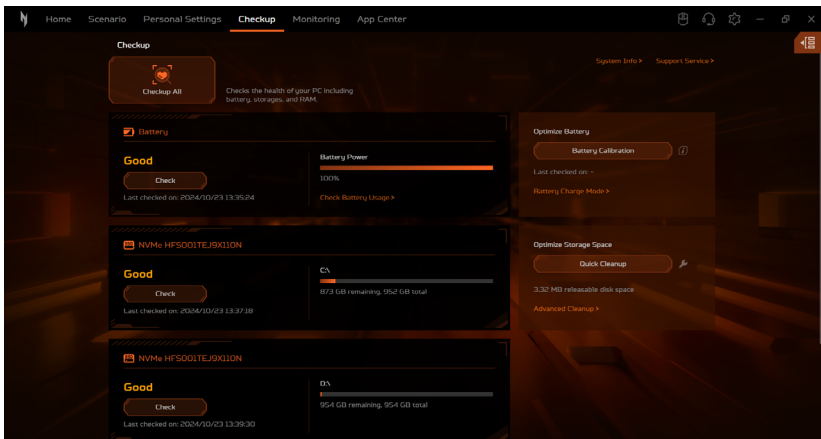 Home Scenario Personal Settings Checkup Monitoring App Center
Checkup
System Info > Support Service >
Checkup All
Checks the health of your PC including
battery, storages, and RAM.
Battery
Good
Check
Last checked on: 2024/10/23 13:35:24
Battery Power
100%
Check Battery Usage >
Optimize Battery
Battery Calibration
Last checked on: -
Battery Charge Mode >
NVMe HFS001TEJ9X110N
Good
Check
Last checked on: 2024/10/23 13:37:18
C:\
873 GB remaining, 952 GB total
Optimize Storage Space
Quick Cleanup
3.32 MB releasable disk space
Advanced Cleanup >
NVMe HFS001TEJ9X110N
Good
Check
Last checked on: 2024/10/23 13:39:30
D:\
954 GB remaining, 954 GB total